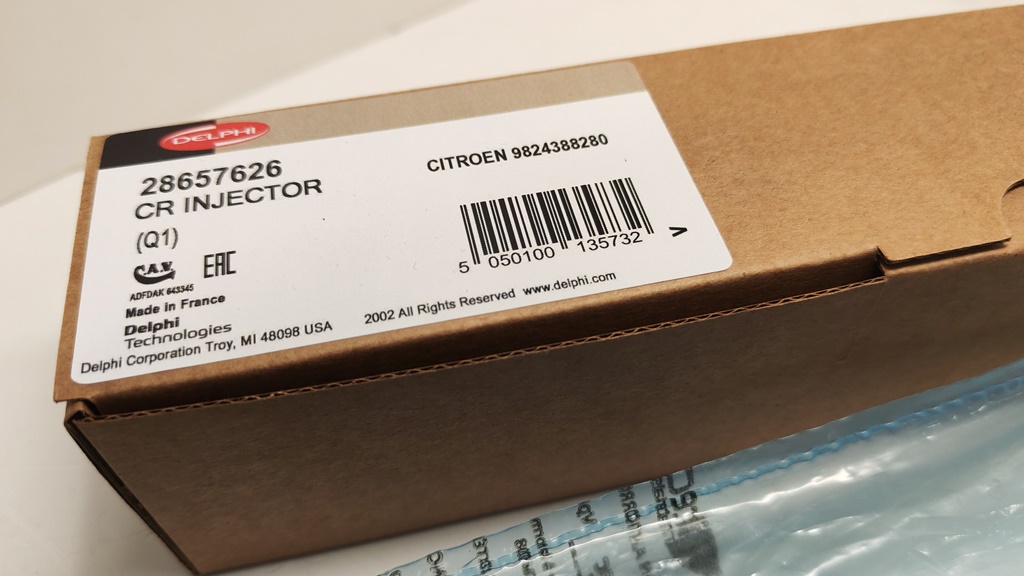 DELPHI
28657626
CR INJECTOR
(Q1)
CITROEN 9824388280
5 050100 135732 >
C.A.V.
EAC
ADFDAK 643345
Made in France
Delphi
Technologies
Delphi Corporation Troy, MI 48098 USA
2002 All Rights Reserved www.delphi.com